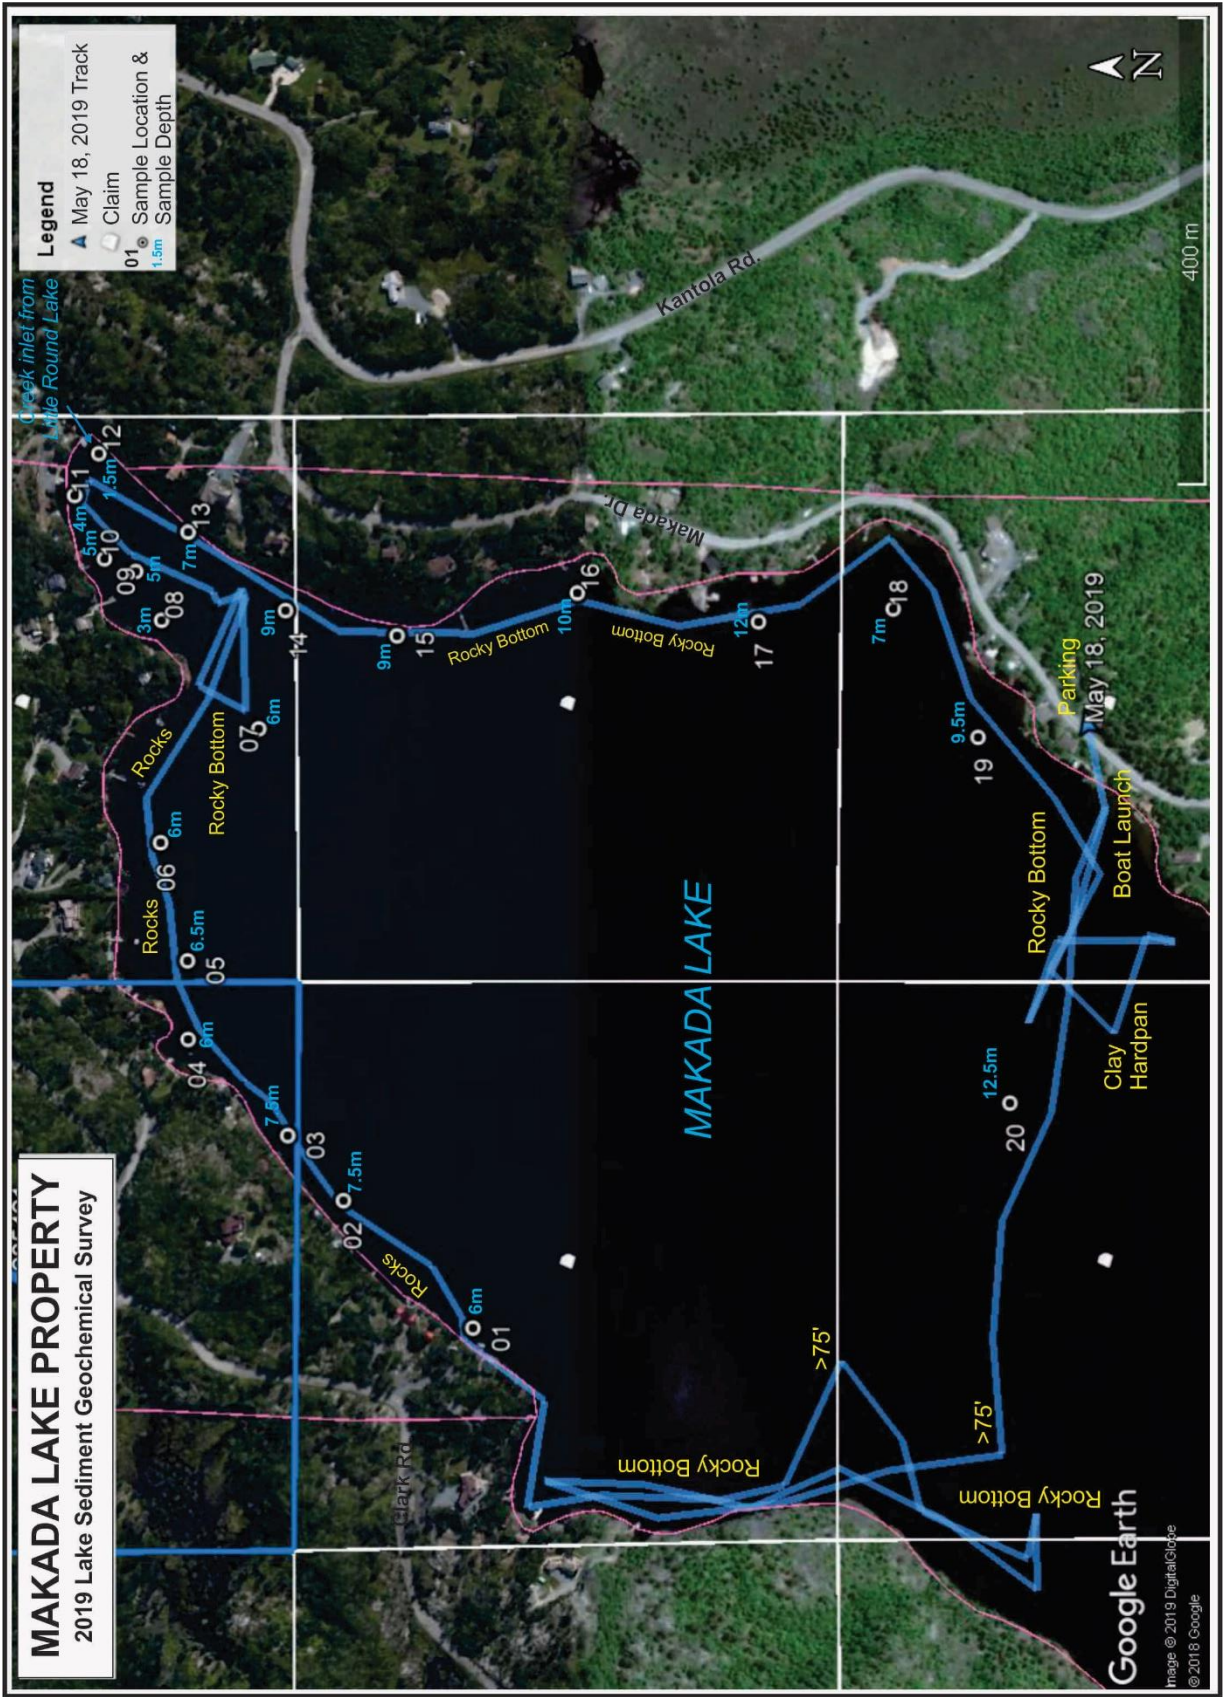 MAKADA LAKE PROPERTY
2019 Lake Sediment Geochemical Survey
Legend
May 18, 2019 Track
Claim
01 Sample Location &
1.5m Sample Depth
Creek inlet from
Little Round Lake
12
1.5m
11
4m
10
5m
09
5m
08
3m
13
7m
07
6m
Rocky Bottom
Rocks
06
6m
Rocks
05
6.5m
04
6m
03
7.5m
02
7.5m
Rocks
01
6m
14
9m
15
9m
Rocky Bottom
16
10m
Rocky Bottom
17
12m
18
7m
19
9.5m
20
12.5m
MAKADA LAKE
Clark Rd
Makada Dr.
Kantola Rd.
Rocky Bottom
>75'
>75'
Rocky Bottom
Rocky Bottom
Clay
Hardpan
Boat Launch
Parking
May 18, 2019
N
400 m
Google Earth
Image © 2019 DigitalGlobe
© 2018 Google